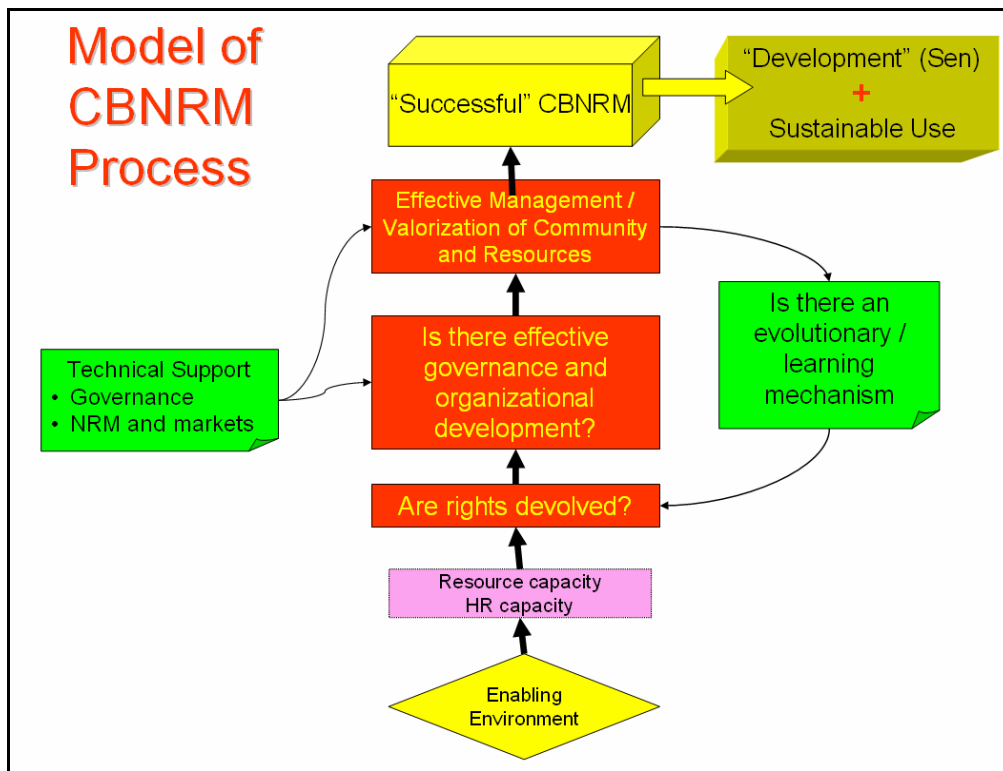 Model of
CBNRM
Process
“Successful” CBNRM
“Development” (Sen)
+
Sustainable Use
Effective Management /
Valorization of Community
and Resources
Is there effective
governance and
organizational
development?
Technical Support
• Governance
• NRM and markets
Is there an
evolutionary /
learning
mechanism
Are rights devolved?
Resource capacity
HR capacity
Enabling
Environment